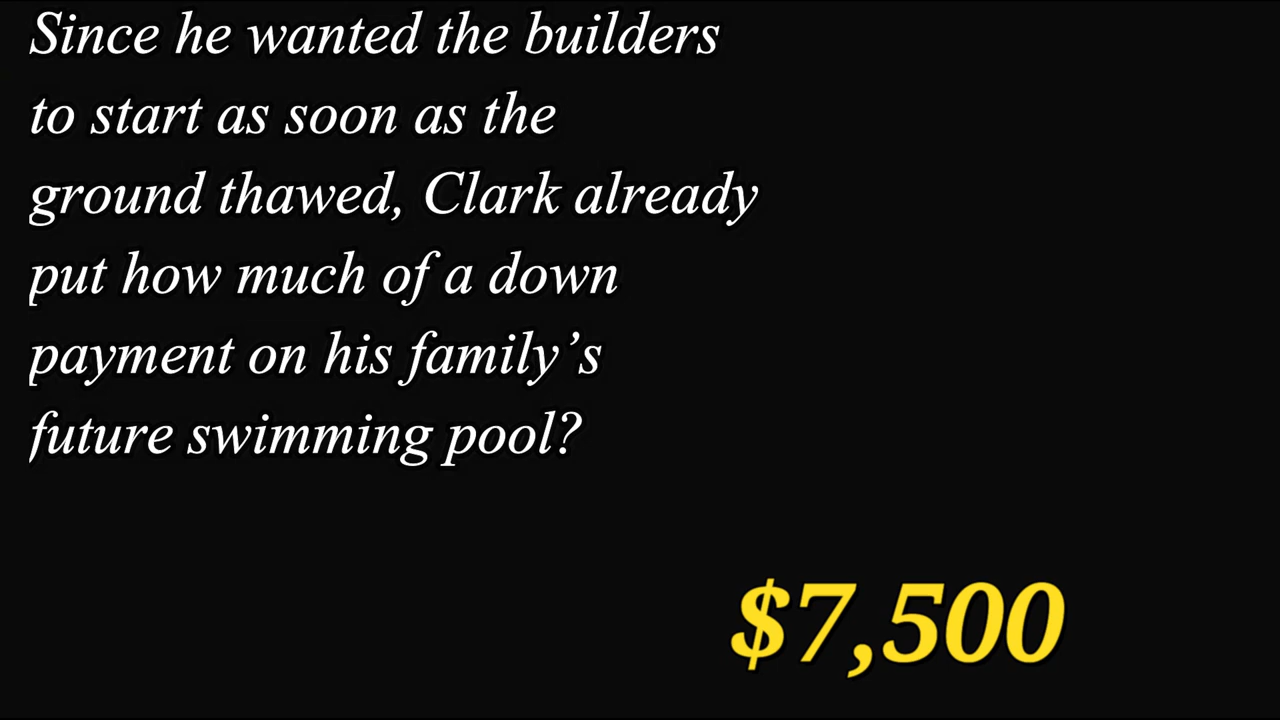 Since he wanted the builders
to start as soon as the
ground thawed, Clark already
put how much of a down
payment on his family’s
future swimming pool?
$7,500